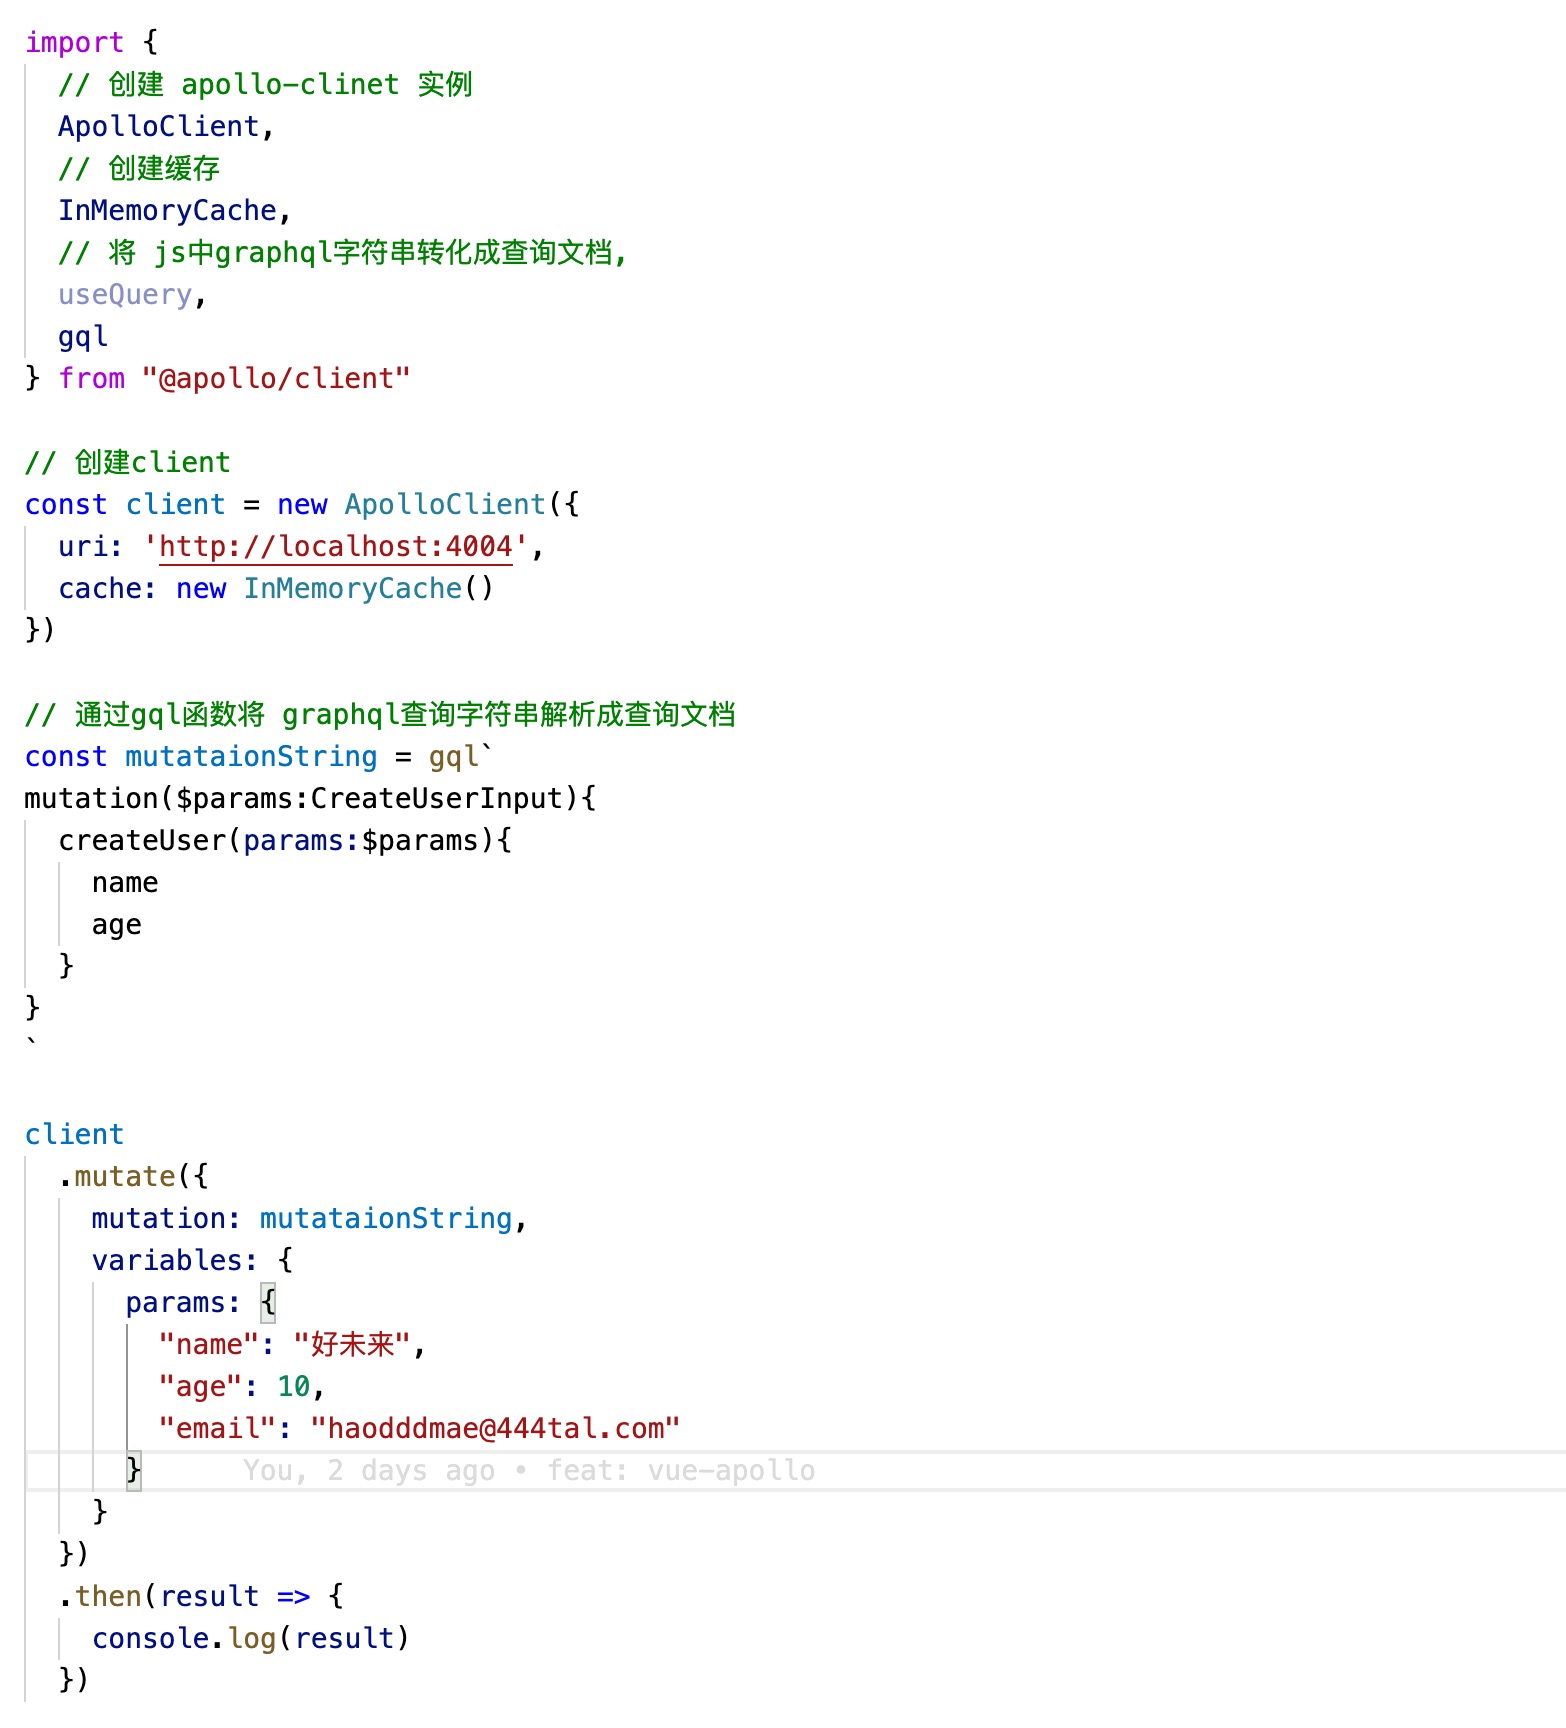 import {
  // 创建 apollo-clinet 实例
  ApolloClient,
  // 创建缓存
  InMemoryCache,
  // 将 js中graphql字符串转化成查询文档,
  useQuery,
  gql
} from "@apollo/client"

// 创建client
const client = new ApolloClient({
  uri: 'http://localhost:4004',
  cache: new InMemoryCache()
})

// 通过gql函数将 graphql查询字符串解析成查询文档
const mutataionString = gql`
mutation($params:CreateUserInput){
  createUser(params:$params){
    name
    age
  }
}
`

client
  .mutate({
    mutation: mutataionString,
    variables: {
      params: {
        "name": "好未来",
        "age": 10,
        "email": "haodddmae@444tal.com"
      }      You, 2 days ago • feat: vue-apollo
    }
  })
  .then(result => {
    console.log(result)
  })